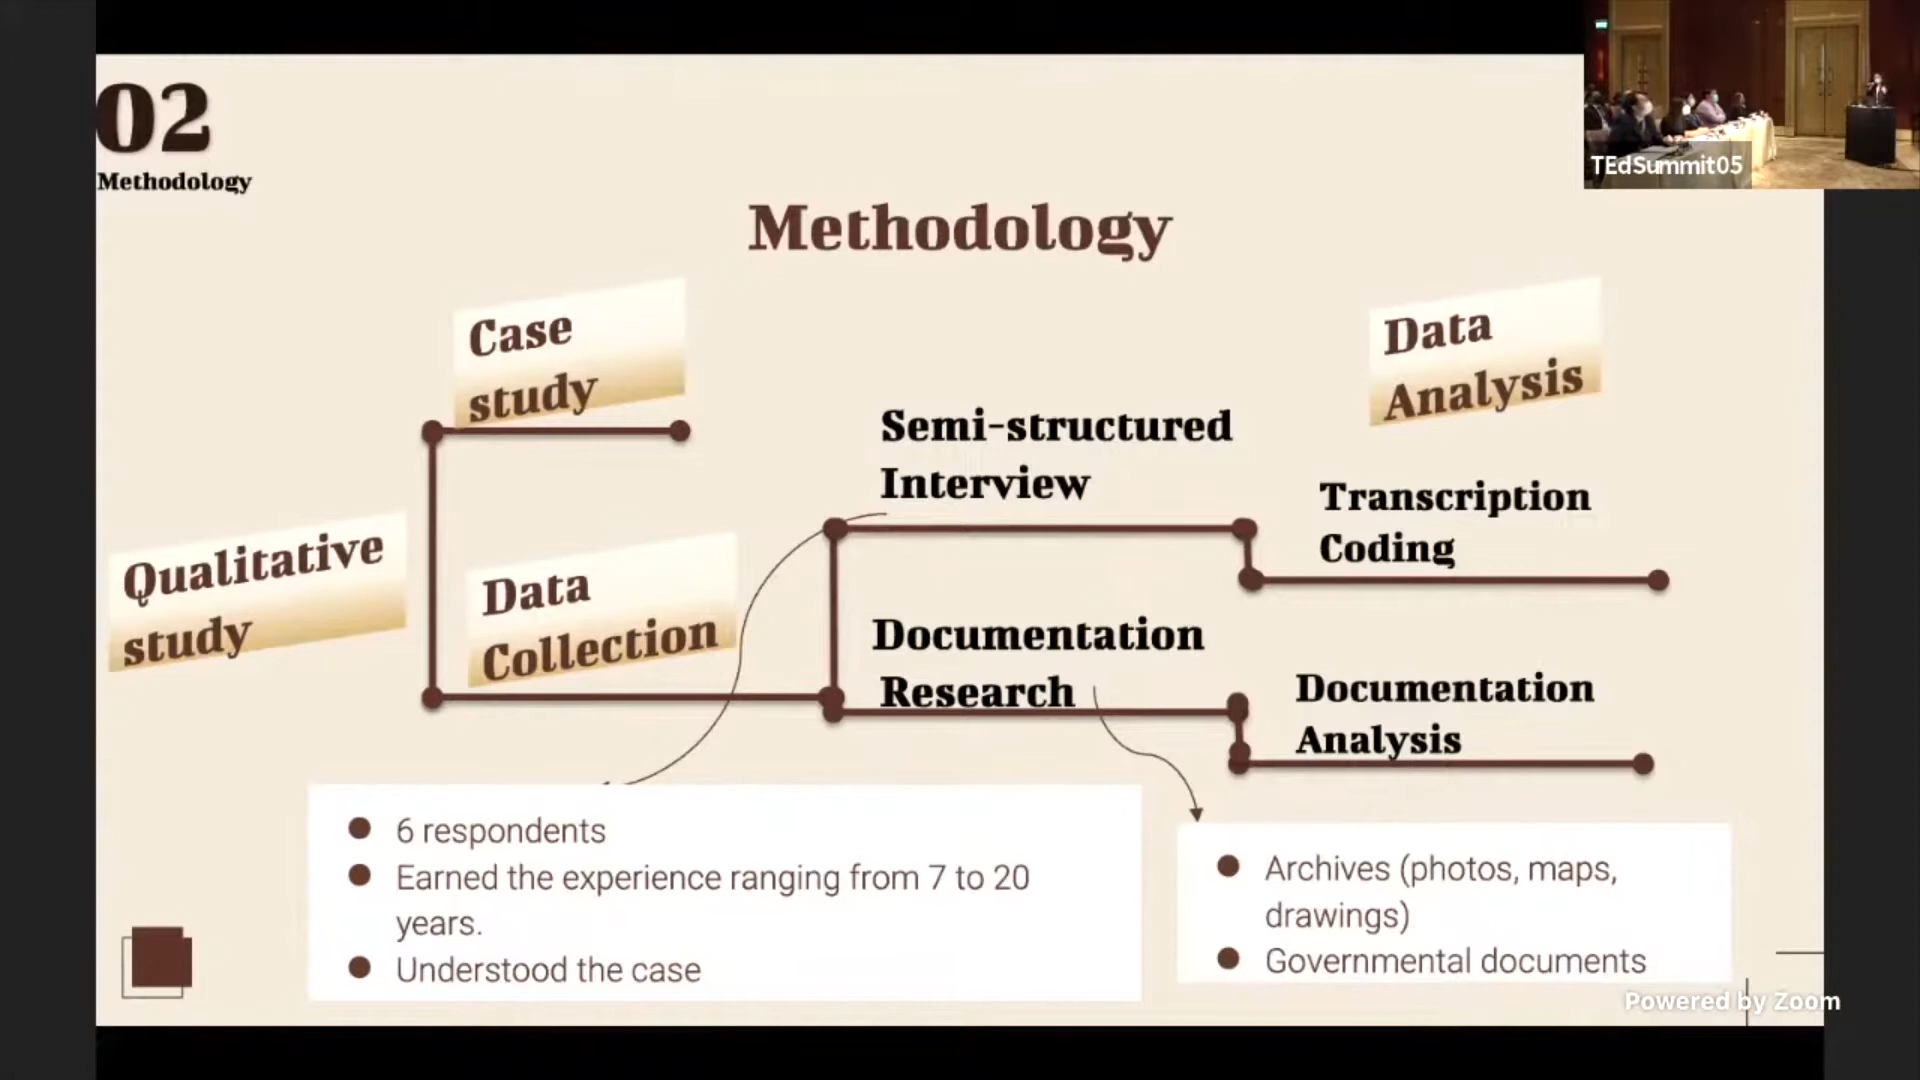 02
Methodology
TEdSummit05
Methodology
Case
study
Data
Analysis
Semi-structured
Interview
Transcription
Coding
Qualitative
study
Data
Collection
Documentation
Research
Documentation
Analysis
6 respondents
Earned the experience ranging from 7 to 20
years.
Understood the case
Archives (photos, maps,
drawings)
Governmental documents
Powered by Zoom